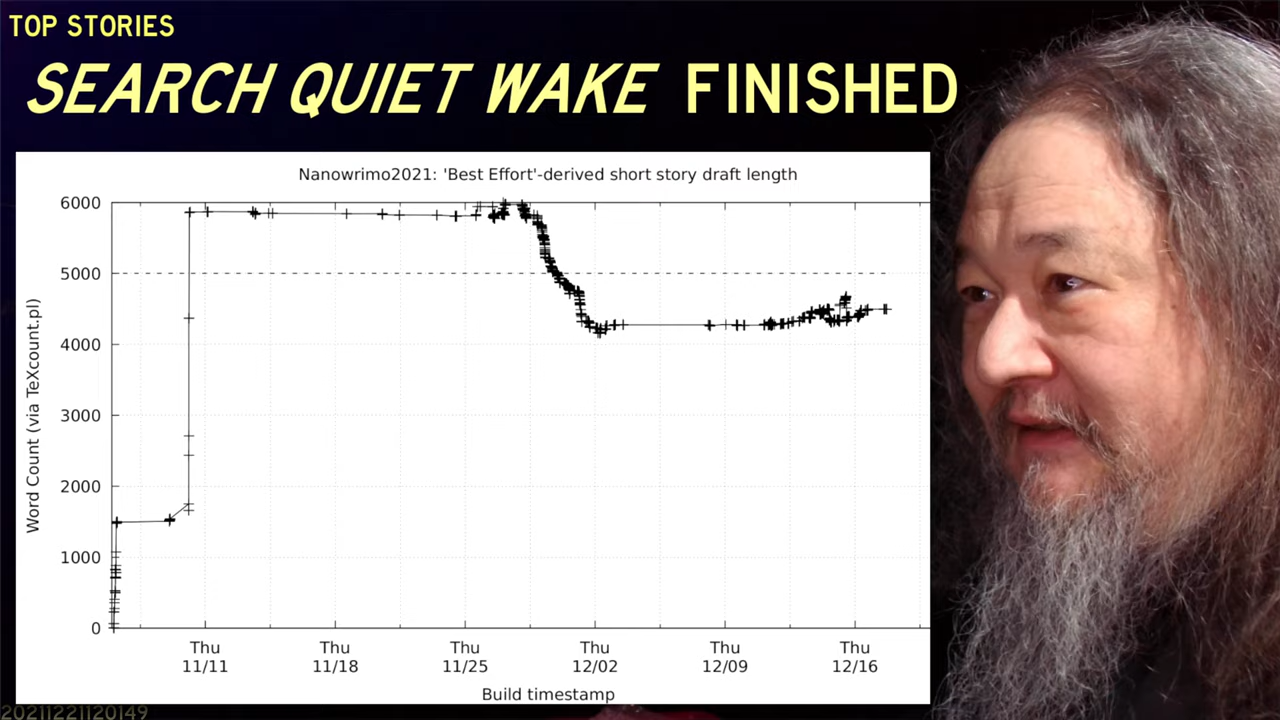 TOP STORIES
SEARCH QUIET WAKE FINISHED
Nanowrimo2021: 'Best Effort'-derived short story draft length
6000
5000
4000
3000
2000
1000
0
Word Count (via TeXcount.pl)
Thu Thu Thu Thu Thu Thu
11/11 11/18 11/25 12/02 12/09 12/16
Build timestamp
20211221120149